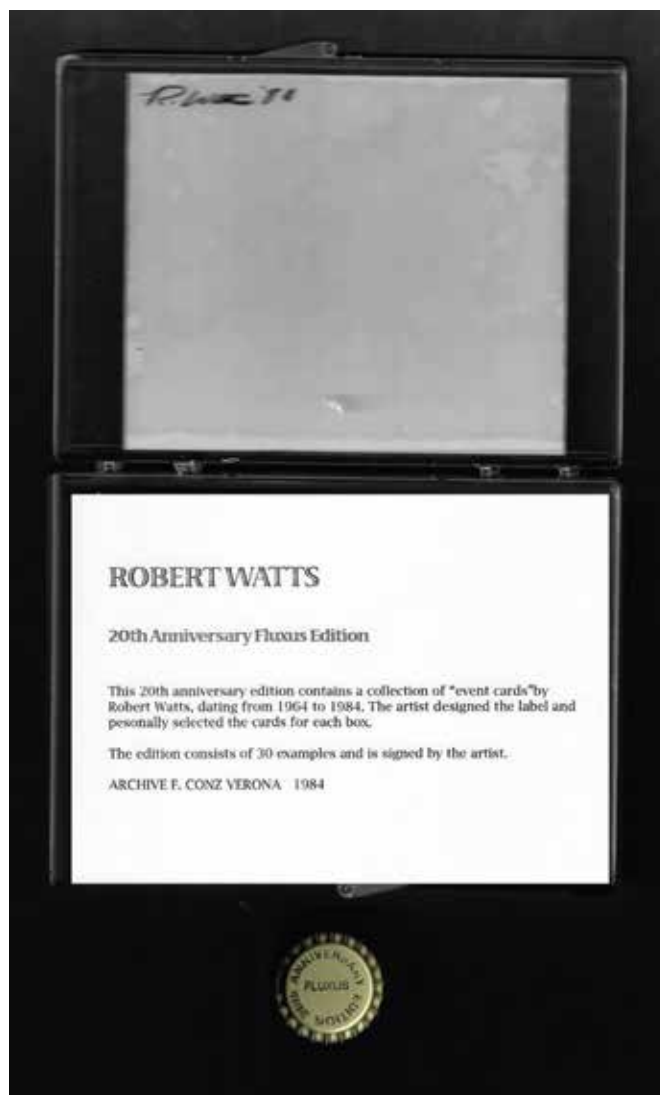 ROBERT WATTS
20th Anniversary Fluxus Edition
This 20th anniversary edition contains a collection of "event cards"by
Robert Watts, dating from 1964 to 1984. The artist designed the label and
pesonally selected the cards for each box.
The edition consists of 30 examples and is signed by the artist.
ARCHIVE F. CONZ VERONA 1984
ANNIVERSARY
FLUXUS
EDITION